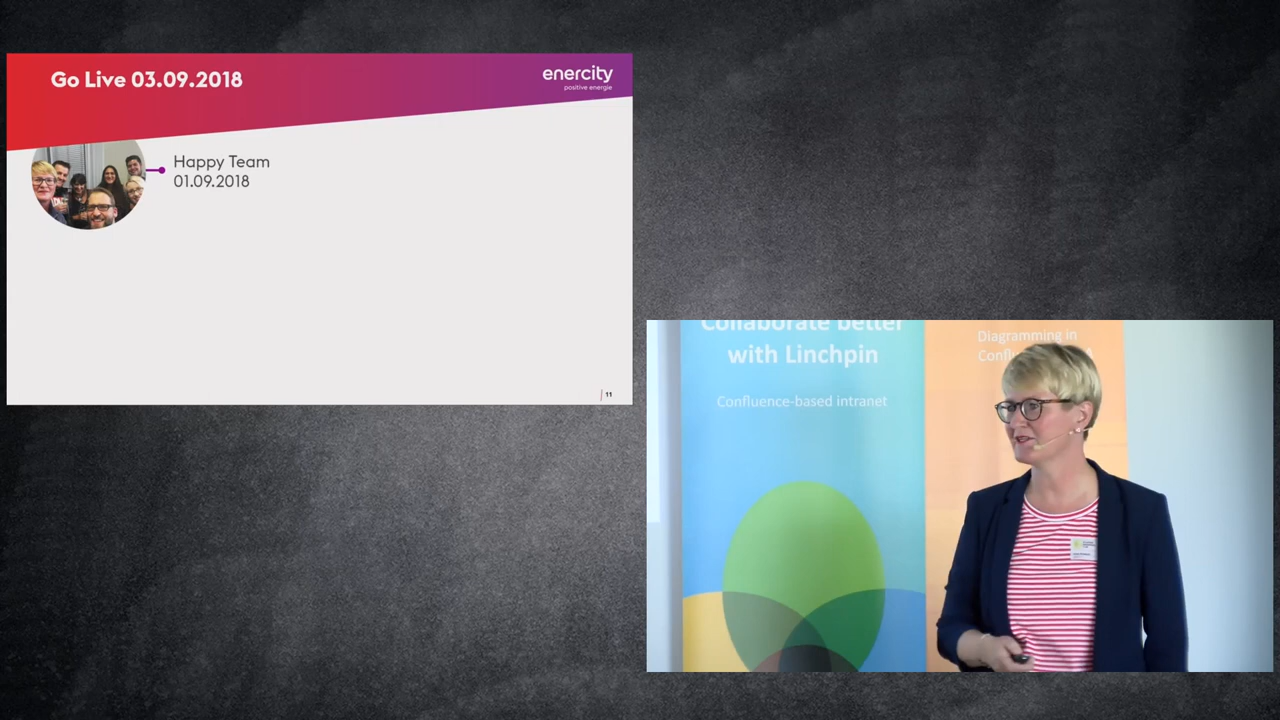 Go Live 03.09.2018
enercity
positive energie
Happy Team
01.09.2018
11
Collaborate better
with Linchpin
Confluence-based intranet
Diagramming in